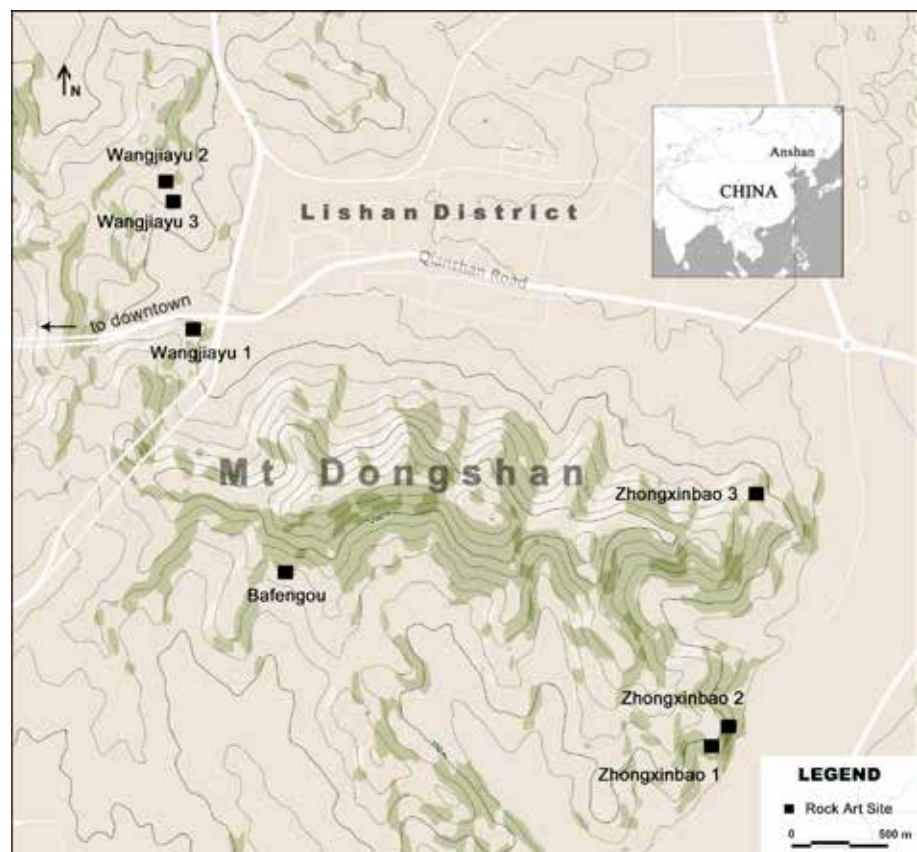 N
Wangjiayu 2
Wangjiayu 3
Anshan
CHINA
Lishan District
Qianshan Road
to downtown
Wangjiayu 1
Mt Dongshan
Zhongxinbao 3
Bafengou
Zhongxinbao 2
Zhongxinbao 1
LEGEND
Rock Art Site
0 500 m